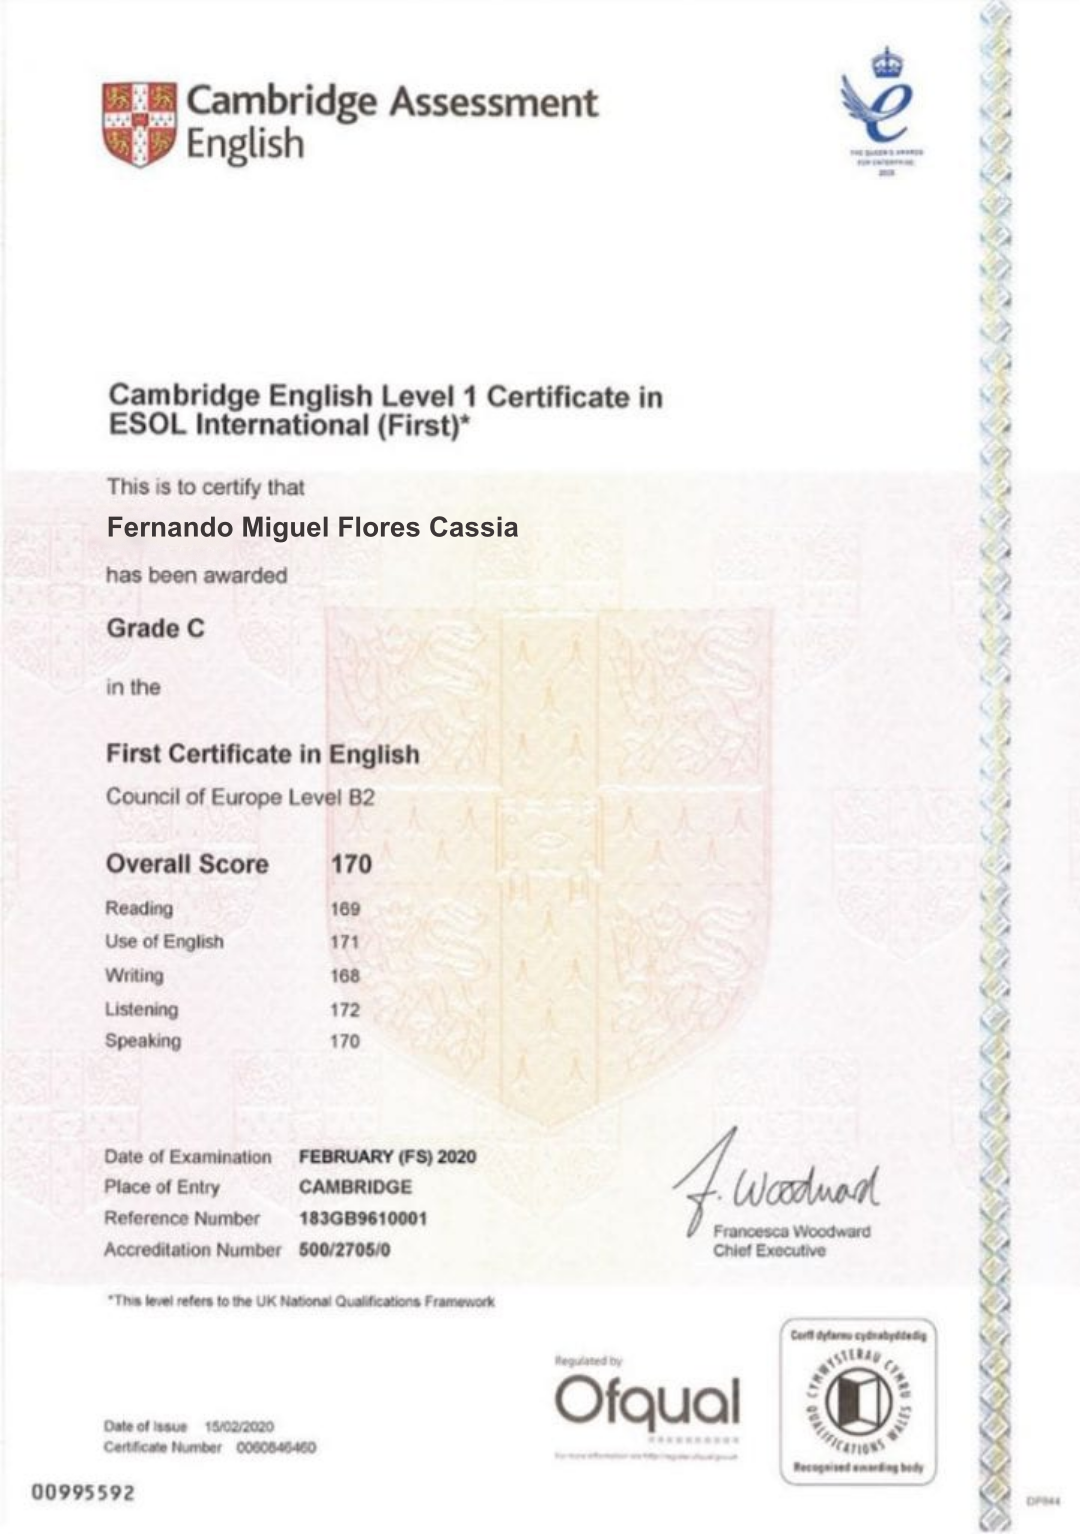 Cambridge Assessment
English
THE QUEEN'S AWARDS
FOR ENTERPRISE:
Cambridge English Level 1 Certificate in
ESOL International (First)*
This is to certify that
Fernando Miguel Flores Cassia
has been awarded
Grade C
in the
First Certificate in English
Council of Europe Level B2
Overall Score 170
Reading 169
Use of English 171
Writing 168
Listening 172
Speaking 170
Date of Examination FEBRUARY (FS) 2020
Place of Entry CAMBRIDGE
Reference Number 183GB9610001
Accreditation Number 500/2705/0
F. Woodward
Francesca Woodward
Chief Executive
*This level refers to the UK National Qualifications Framework
Regulated by
Ofqual
Corff dyfarnu cydnabyddedig
CYMWYSTERAU CYMRU
QUALIFICATIONS WALES
Recognised awarding body
Date of Issue 15/02/2020
Certificate Number 0060846460
00995592